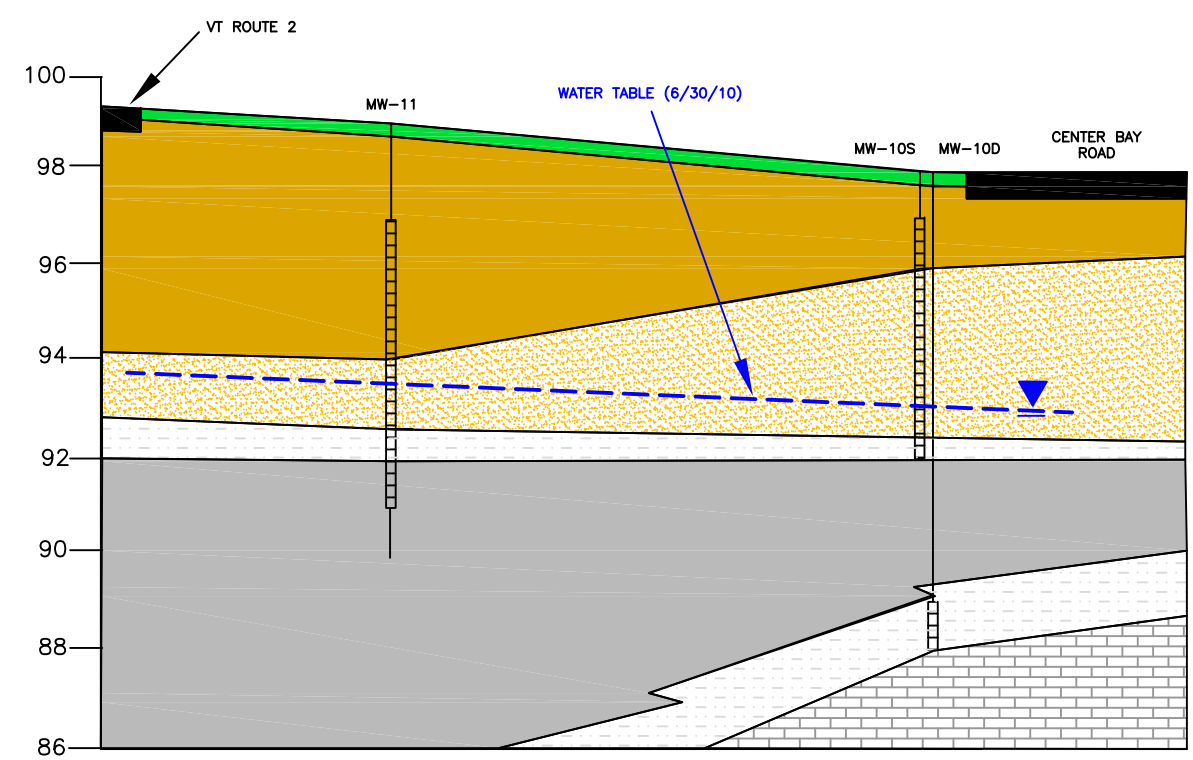 VT ROUTE 2
100
WATER TABLE (6/30/10)
MW-11
CENTER BAY
ROAD
MW-10S
MW-10D
98
96
94
92
90
88
86